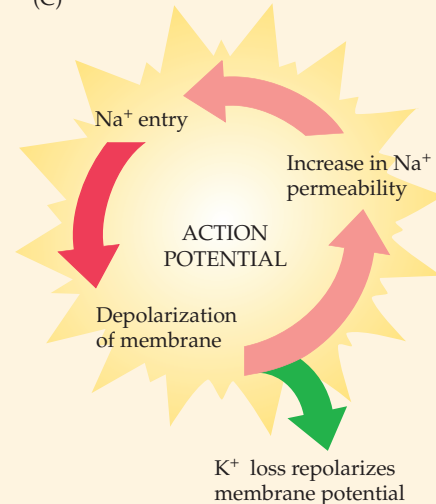 (C)
Na⁺ entry
Increase in Na⁺
permeability
ACTION
POTENTIAL
Depolarization
of membrane
K⁺ loss repolarizes
membrane potential